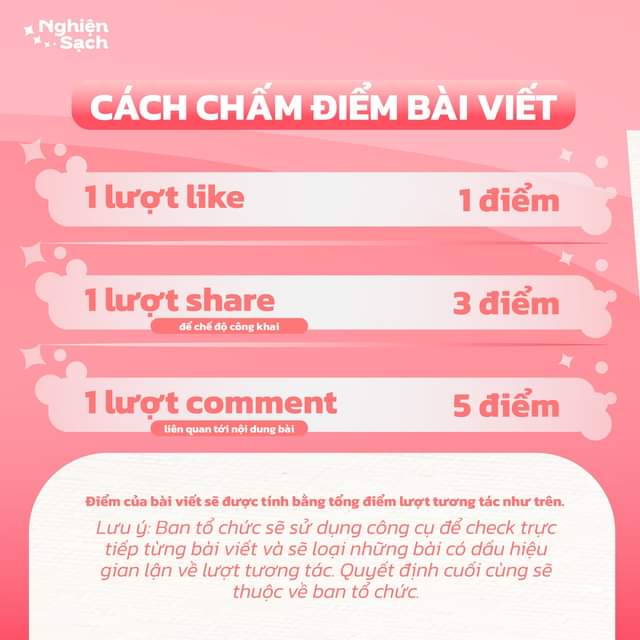 Nghiện
Sạch
CÁCH CHẤM ĐIỂM BÀI VIẾT
1 lượt like 1 điểm
1 lượt share 3 điểm
để chế độ công khai
1 lượt comment 5 điểm
liên quan tới nội dung bài
Điểm của bài viết sẽ được tính bằng tổng điểm lượt tương tác như trên.
Lưu ý: Ban tổ chức sẽ sử dụng công cụ để check trực
tiếp từng bài viết và sẽ loại những bài có dấu hiệu
gian lận về lượt tương tác. Quyết định cuối cùng sẽ
thuộc về ban tổ chức.